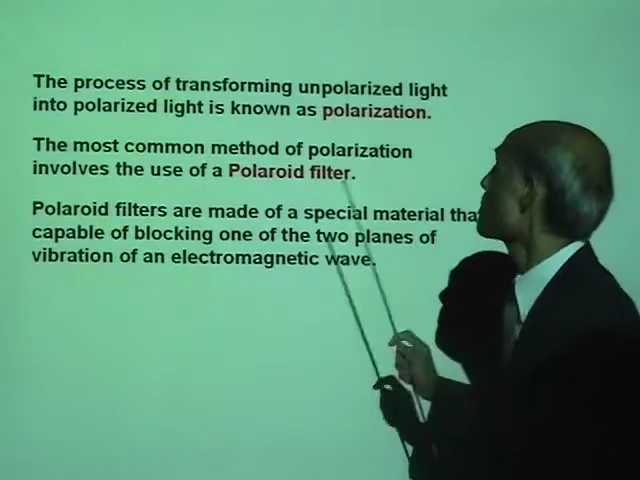 The process of transforming unpolarized light
into polarized light is known as polarization.
The most common method of polarization
involves the use of a Polaroid filter.
Polaroid filters are made of a special material
capable of blocking one of the two planes of
vibration of an electromagnetic wave.